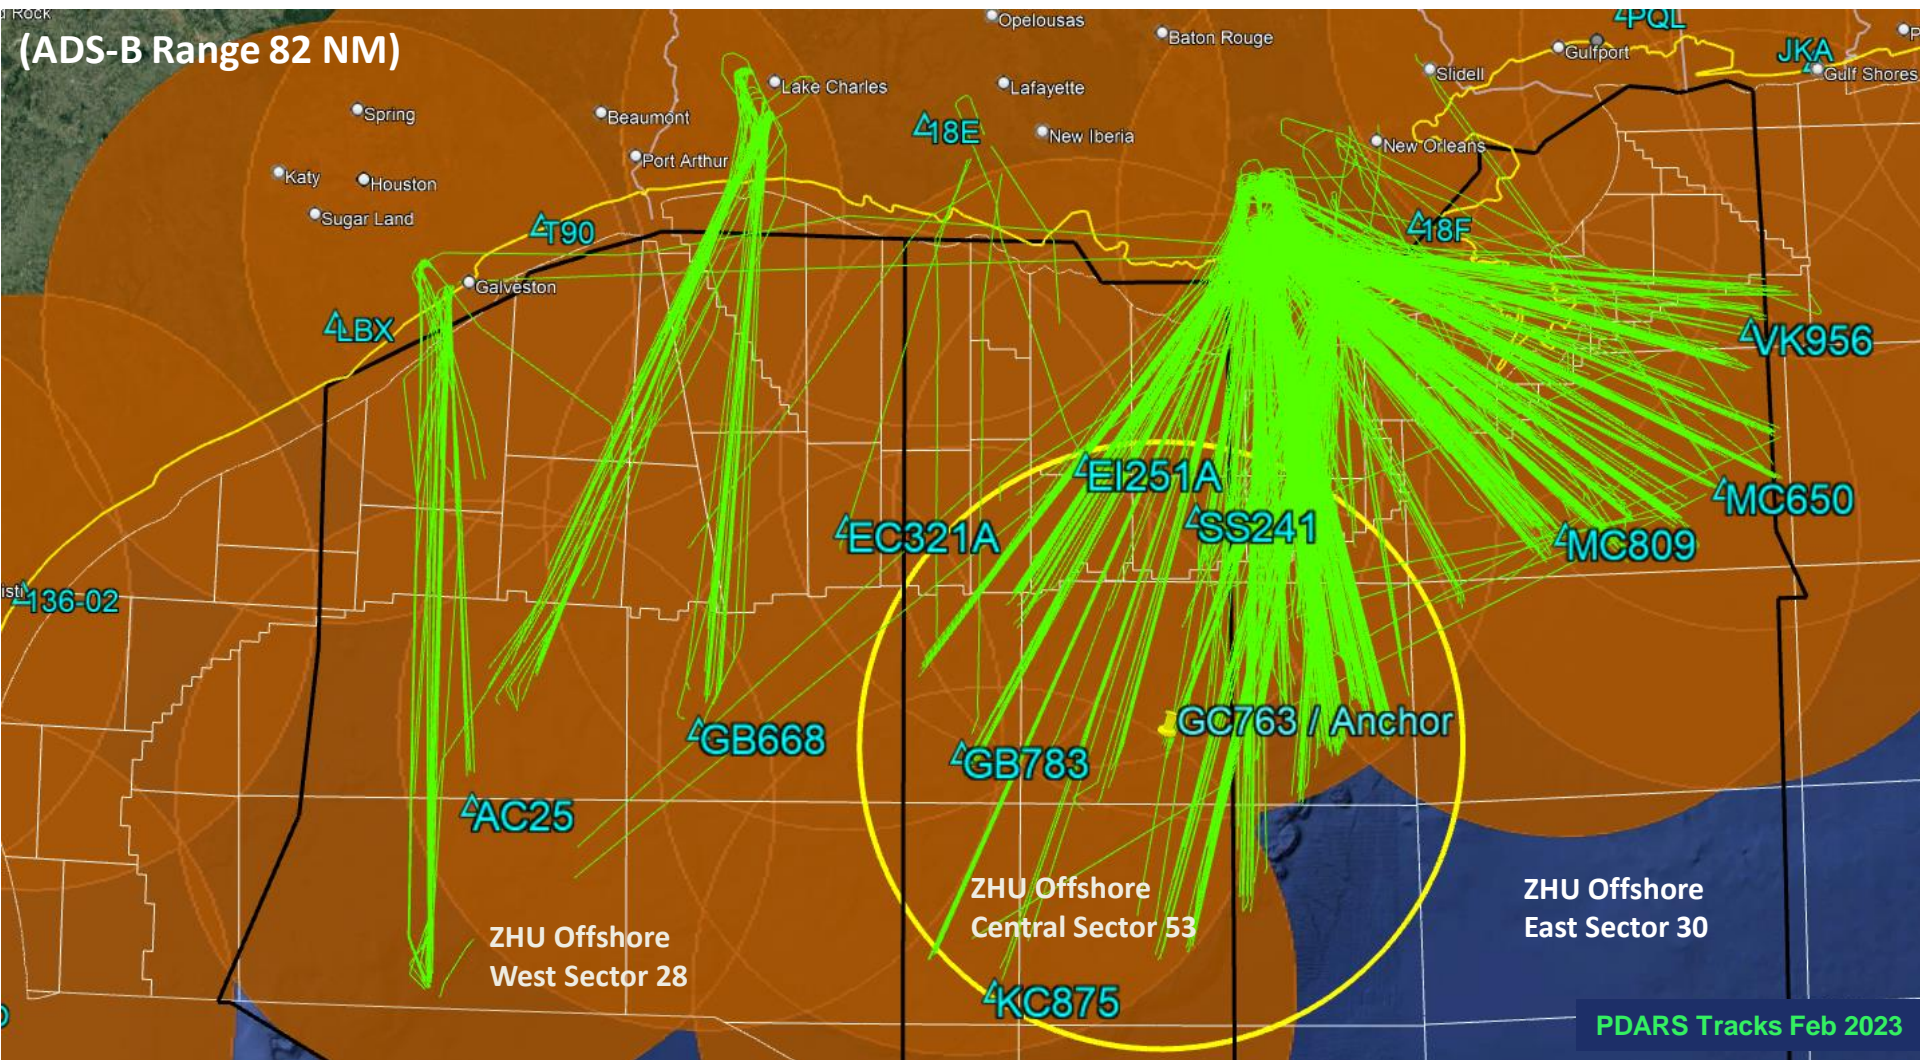 d Rock
(ADS-B Range 82 NM)
Opelousas
Baton Rouge
PQL
Gulfport
JKA
Gulf Shores
Slidell
Lake Charles
Lafayette
Spring
Beaumont
18E
New Iberia
New Orleans
Port Arthur
Katy
Houston
Sugar Land
T90
18F
Galveston
LBX
VK956
EI251A
MC650
EC321A
SS241
MC809
isti
136-02
GC763 / Anchor
GB668
GB783
AC25
ZHU Offshore
Central Sector 53
ZHU Offshore
East Sector 30
ZHU Offshore
West Sector 28
KC875
PDARS Tracks Feb 2023